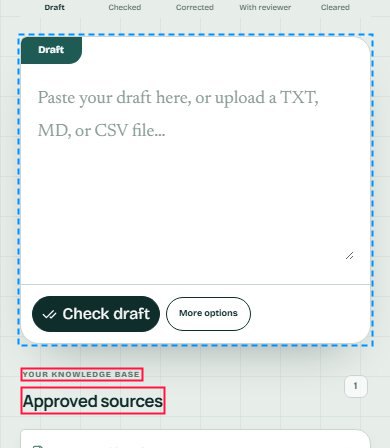 Draft
Checked
Corrected
With reviewer
Cleared
Draft
Paste your draft here, or upload a TXT,
MD, or CSV file...
Check draft
More options
YOUR KNOWLEDGE BASE
1
Approved sources